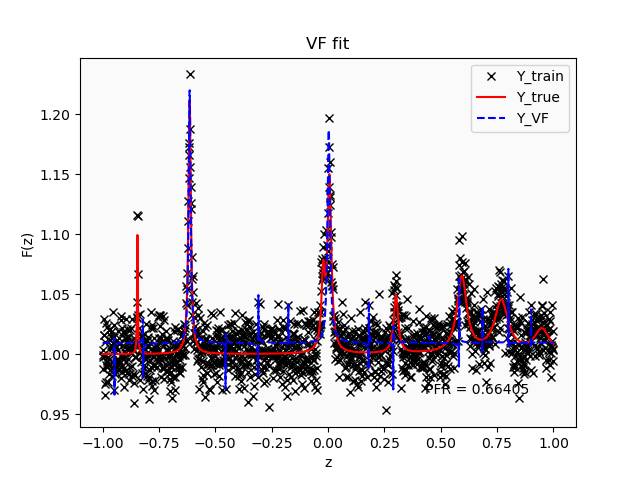 VF fit
Y_train
Y_true
Y_VF
F(z)
1.20
1.15
1.10
1.05
1.00
0.95
PFR = 0.66405
−1.00 −0.75 −0.50 −0.25 0.00 0.25 0.50 0.75 1.00
z